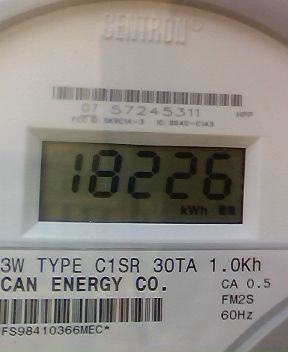 CENTRON®
07 57245311
18226
kWh
3W TYPE C1SR 30TA 1.0Kh
CAN ENERGY CO.
CA 0.5
FM2S
60Hz
FS98410366MEC*